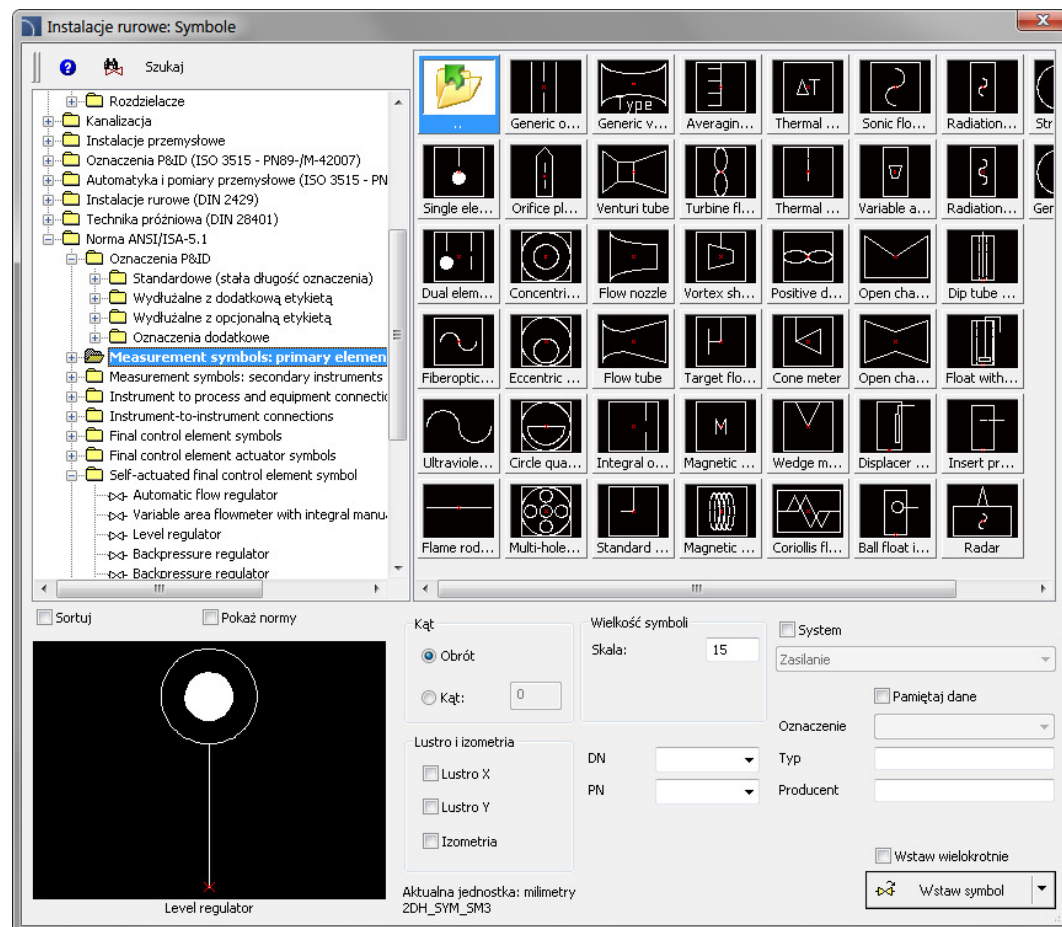 Instalacje rurowe: Symbole
Szukaj
Rozdzielacze
Kanalizacja
Instalacje przemysłowe
Oznaczenia P&ID (ISO 3515 - PN89-/M-42007)
Automatyka i pomiary przemysłowe (ISO 3515 - PN
Instalacje rurowe (DIN 2429)
Technika próżniowa (DIN 28401)
Norma ANSI/ISA-5.1
Oznaczenia P&ID
Standardowe (stała długość oznaczenia)
Wydłużalne z dodatkową etykietą
Wydłużalne z opcjonalną etykietą
Oznaczenia dodatkowe
Measurement symbols: primary elemen
Measurement symbols: secondary instruments
Instrument to process and equipment connectio
Instrument-to-instrument connections
Final control element symbols
Final control element actuator symbols
Self-actuated final control element symbol
Automatic flow regulator
Variable area flowmeter with integral manu
Level regulator
Backpressure regulator
Backpressure regulator
Type ΔT
.. Generic o... Generic v... Averagin... Thermal ... Sonic flo... Radiation... Str
Single ele... Orifice pl... Venturi tube Turbine fl... Thermal ... Variable a... Radiation... Ger
Dual elem... Concentri... Flow nozzle Vortex sh... Positive d... Open cha... Dip tube ...
Fiberoptic... Eccentric ... Flow tube Target flo... Cone meter Open cha... Float with...
M
Ultraviole... Circle qua... Integral o... Magnetic ... Wedge m... Displacer ... Insert pr...
Flame rod... Multi-hole... Standard ... Magnetic ... Coriollis fl... Ball float i... Radar
Sortuj Pokaż normy
Level regulator
Kąt
Obrót
Kąt: 0
Lustro i izometria
Lustro X
Lustro Y
Izometria
Aktualna jednostka: milimetry
2DH_SYM_SM3
Wielkość symboli
Skala: 15
DN
PN
System
Zasilanie
Pamiętaj dane
Oznaczenie
Typ
Producent
Wstaw wielokrotnie
Wstaw symbol